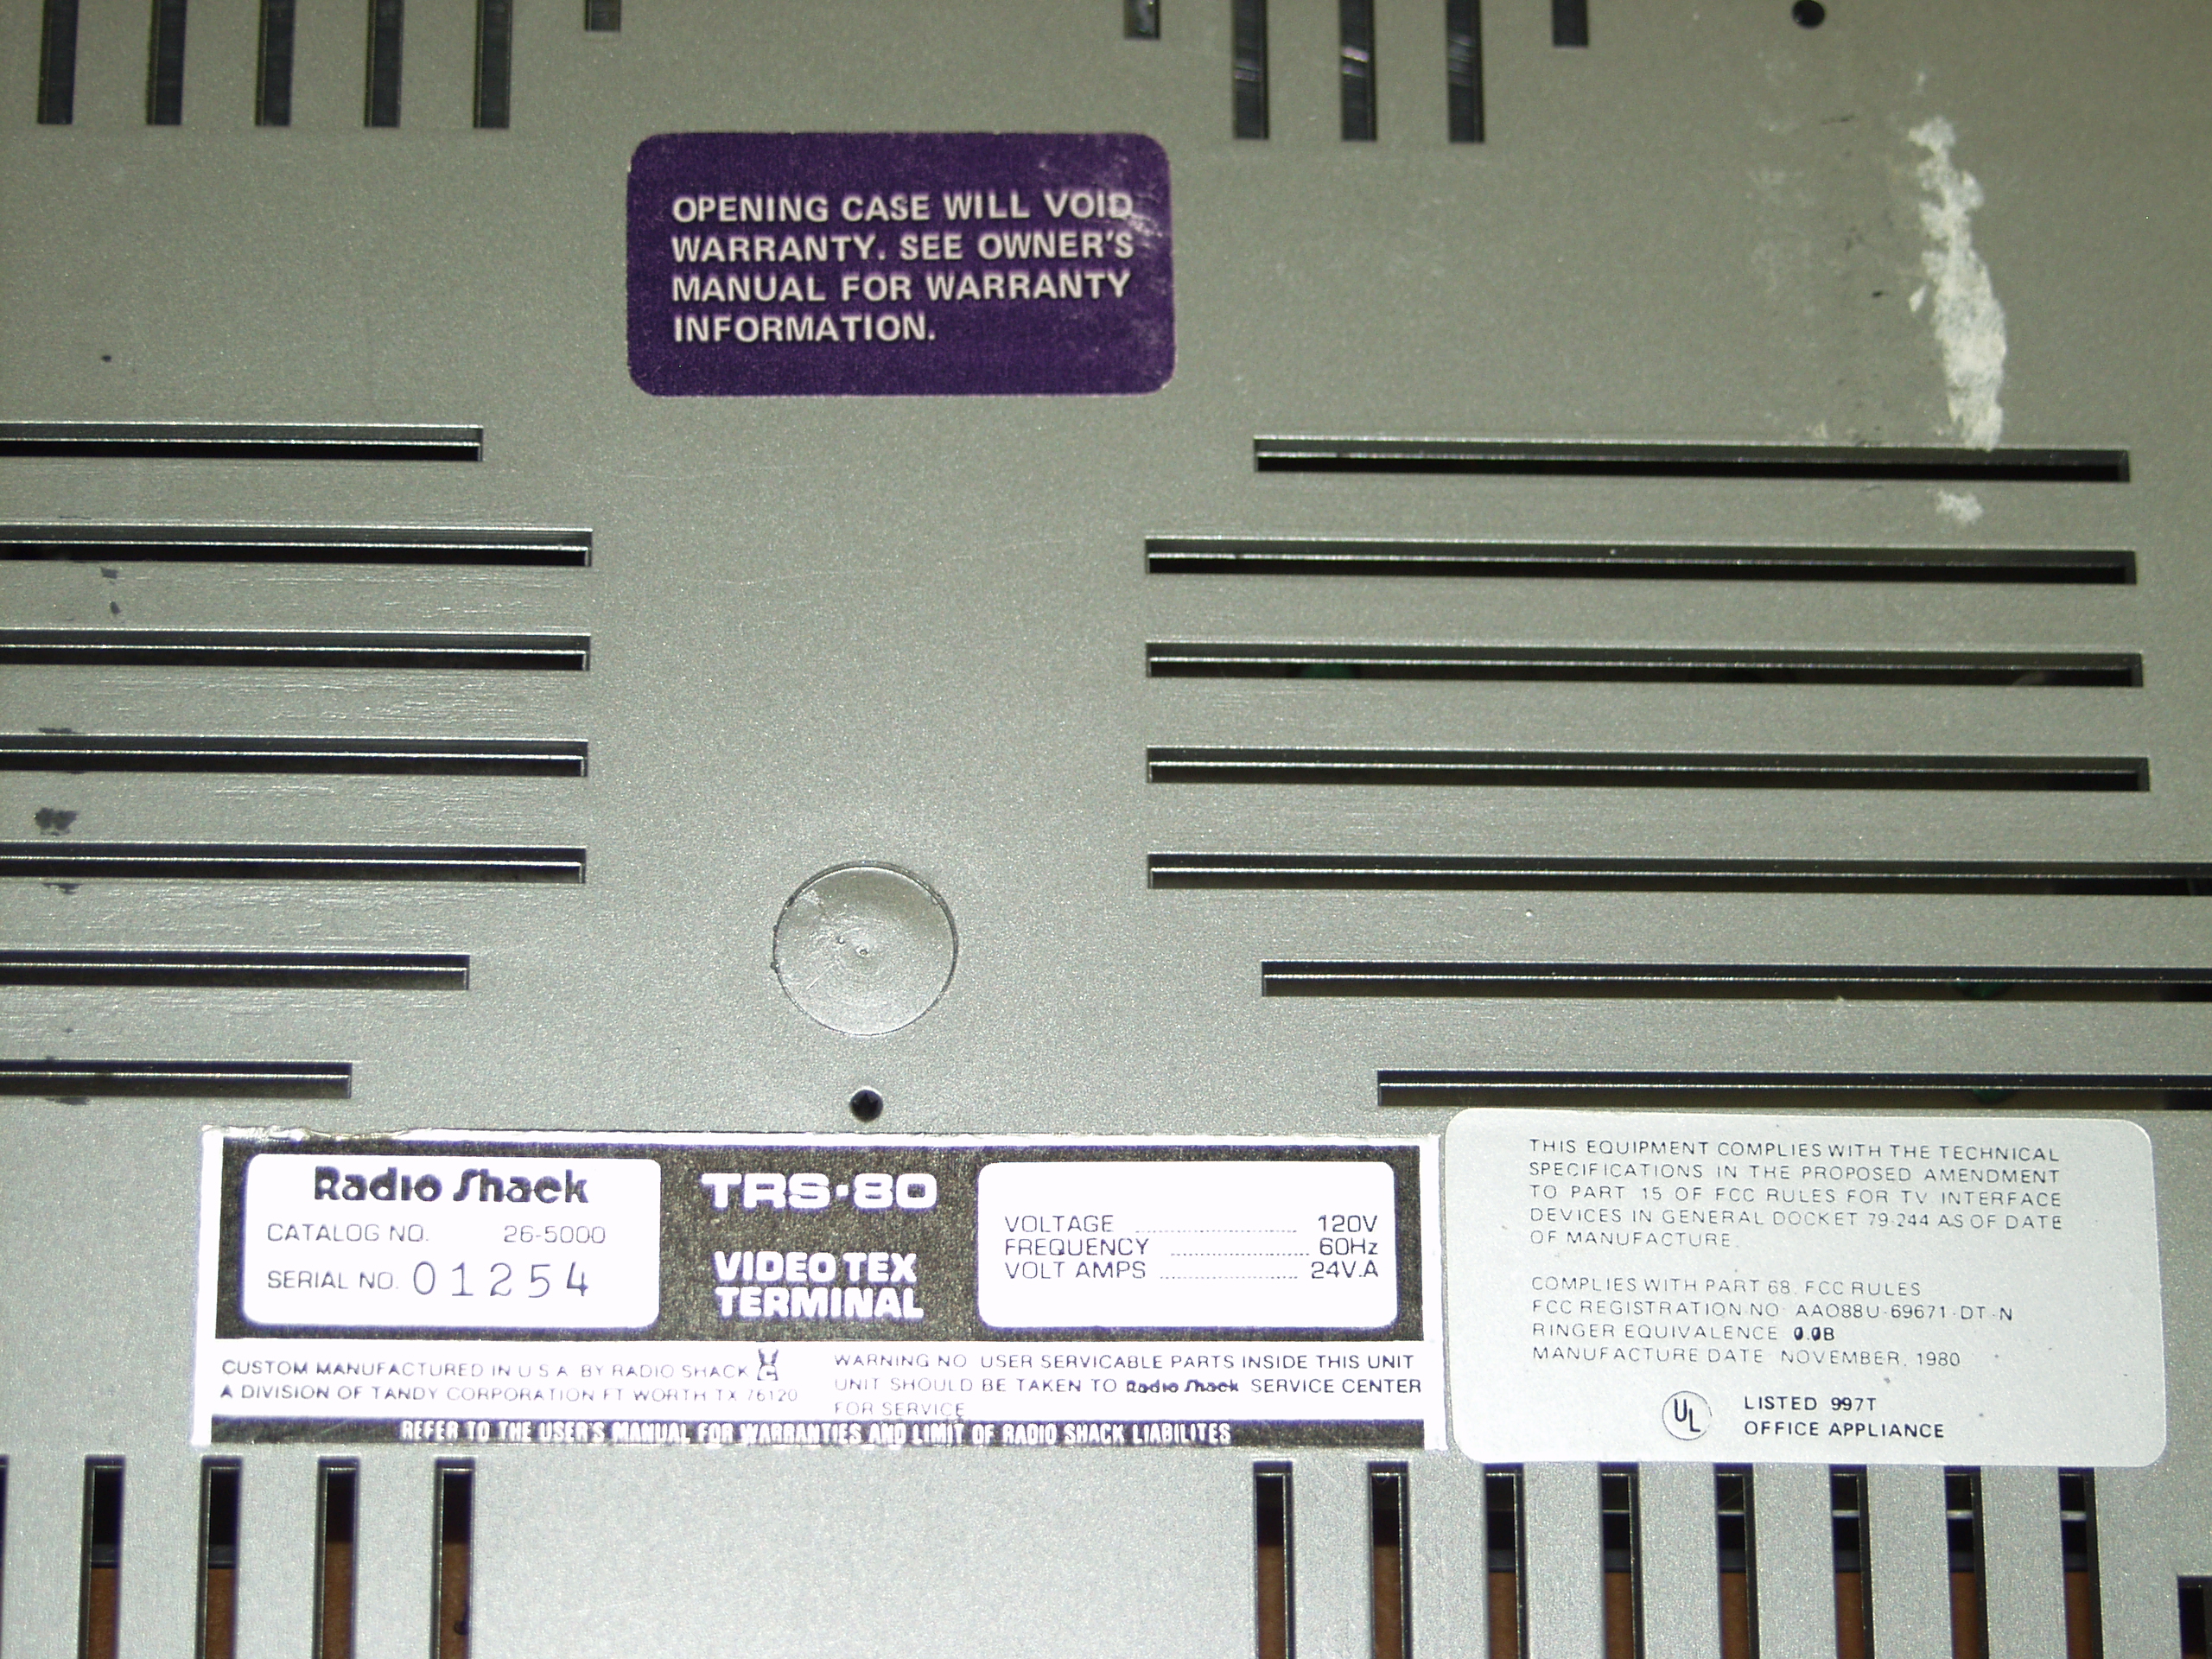 OPENING CASE WILL VOID
WARRANTY. SEE OWNER'S
MANUAL FOR WARRANTY
INFORMATION.
Radio Shack
CATALOG NO. 26-5000
SERIAL NO. 01254
TRS-80
VIDEO TEX
TERMINAL
VOLTAGE 120V
FREQUENCY 60Hz
VOLT AMPS 24V.A
CUSTOM MANUFACTURED IN U.S.A. BY RADIO SHACK
A DIVISION OF TANDY CORPORATION FT WORTH TX 76120
WARNING NO USER SERVICABLE PARTS INSIDE THIS UNIT
UNIT SHOULD BE TAKEN TO Radio Shack SERVICE CENTER
FOR SERVICE
REFER TO THE USER'S MANUAL FOR WARRANTIES AND LIMIT OF RADIO SHACK LIABILITES
THIS EQUIPMENT COMPLIES WITH THE TECHNICAL
SPECIFICATIONS IN THE PROPOSED AMENDMENT
TO PART 15 OF FCC RULES FOR TV INTERFACE
DEVICES IN GENERAL DOCKET 79-244 AS OF DATE
OF MANUFACTURE.
COMPLIES WITH PART 68, FCC RULES
FCC REGISTRATION NO AAO88U-69671-DT-N
RINGER EQUIVALENCE 0.0B
MANUFACTURE DATE NOVEMBER, 1980
UL
LISTED 997T
OFFICE APPLIANCE